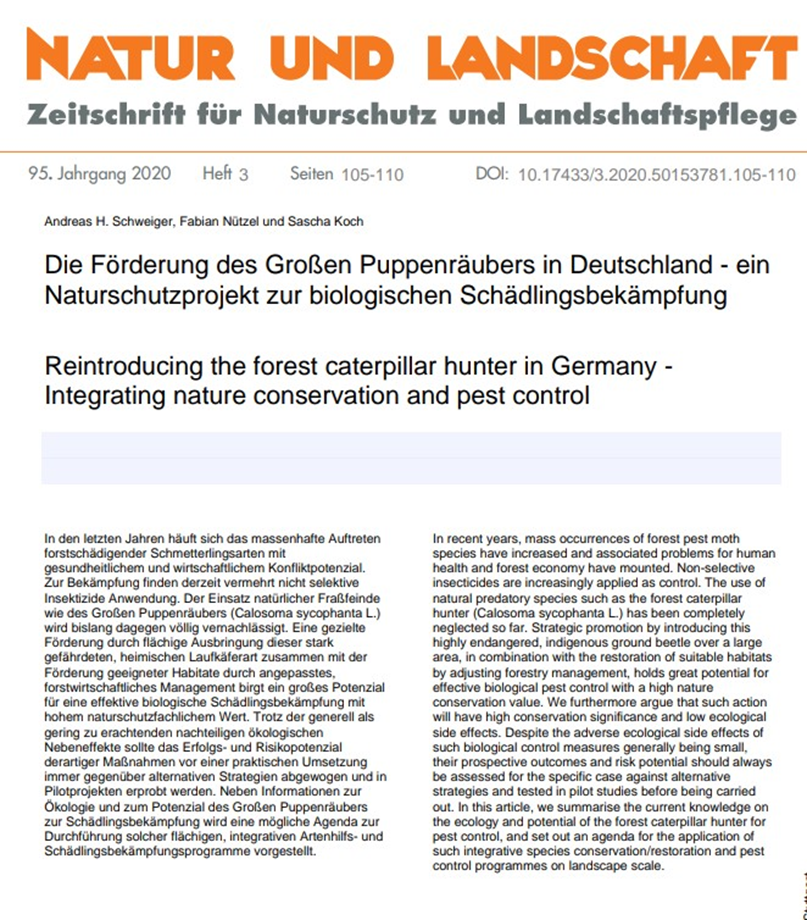 NATUR UND LANDSCHAFT
Zeitschrift für Naturschutz und Landschaftspflege
95. Jahrgang 2020 Heft 3 Seiten 105-110 DOI: 10.17433/3.2020.50153781.105-110
Andreas H. Schweiger, Fabian Nützel und Sascha Koch
Die Förderung des Großen Puppenräubers in Deutschland - ein
Naturschutzprojekt zur biologischen Schädlingsbekämpfung
Reintroducing the forest caterpillar hunter in Germany -
Integrating nature conservation and pest control
In den letzten Jahren häuft sich das massenhafte Auftreten
forstschädigender Schmetterlingsarten mit
gesundheitlichem und wirtschaftlichem Konfliktpotenzial.
Zur Bekämpfung finden derzeit vermehrt nicht selektive
Insektizide Anwendung. Der Einsatz natürlicher Fraßfeinde
wie des Großen Puppenräubers (Calosoma sycophanta L.)
wird bislang dagegen völlig vernachlässigt. Eine gezielte
Förderung durch flächige Ausbringung dieser stark
gefährdeten, heimischen Laufkäferart zusammen mit der
Förderung geeigneter Habitate durch angepasstes,
forstwirtschaftliches Management birgt ein großes Potenzial
für eine effektive biologische Schädlingsbekämpfung mit
hohem naturschutzfachlichem Wert. Trotz der generell als
gering zu erachtenden nachteiligen ökologischen
Nebeneffekte sollte das Erfolgs- und Risikopotenzial
derartiger Maßnahmen vor einer praktischen Umsetzung
immer gegenüber alternativen Strategien abgewogen und in
Pilotprojekten erprobt werden. Neben Informationen zur
Ökologie und zum Potenzial des Großen Puppenräubers
zur Schädlingsbekämpfung wird eine mögliche Agenda zur
Durchführung solcher flächigen, integrativen Artenhilfs- und
Schädlingsbekämpfungsprogramme vorgestellt.
In recent years, mass occurrences of forest pest moth
species have increased and associated problems for human
health and forest economy have mounted. Non-selective
insecticides are increasingly applied as control. The use of
natural predatory species such as the forest caterpillar
hunter (Calosoma sycophanta L.) has been completely
neglected so far. Strategic promotion by introducing this
highly endangered, indigenous ground beetle over a large
area, in combination with the restoration of suitable habitats
by adjusting forestry management, holds great potential for
effective biological pest control with a high nature
conservation value. We furthermore argue that such action
will have high conservation significance and low ecological
side effects. Despite the adverse ecological side effects of
such biological control measures generally being small,
their prospective outcomes and risk potential should always
be assessed for the specific case against alternative
strategies and tested in pilot studies before being carried
out. In this article, we summarise the current knowledge on
the ecology and potential of the forest caterpillar hunter for
pest control, and set out an agenda for the application of
such integrative species conservation/restoration and pest
control programmes on landscape scale.